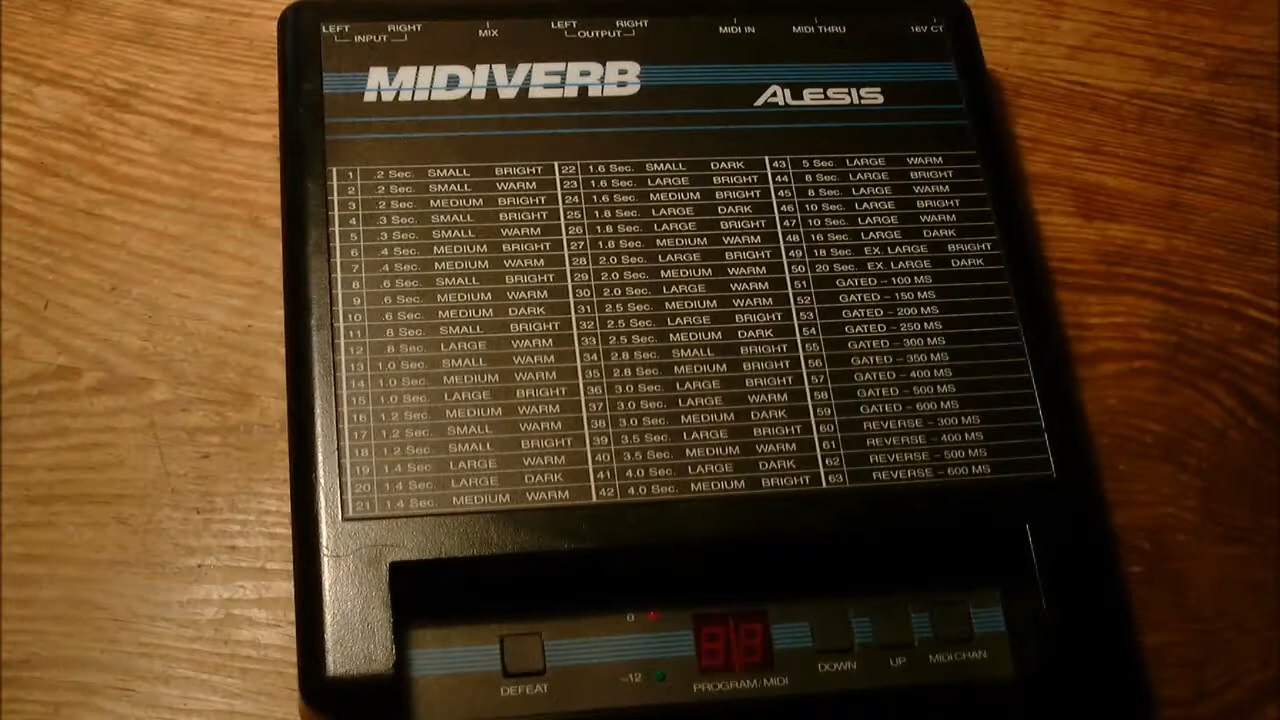 LEFT RIGHT MIX LEFT RIGHT MIDI IN MIDI THRU 16V CT
INPUT OUTPUT
MIDIVERB ALESIS
1 .2 Sec. SMALL BRIGHT
2 .2 Sec. SMALL WARM
3 .2 Sec. MEDIUM BRIGHT
4 .3 Sec. SMALL BRIGHT
5 .3 Sec. SMALL WARM
6 .4 Sec. MEDIUM BRIGHT
7 .4 Sec. MEDIUM WARM
8 .6 Sec. SMALL BRIGHT
9 .6 Sec. MEDIUM WARM
10 .6 Sec. MEDIUM DARK
11 .8 Sec. SMALL BRIGHT
12 .8 Sec. LARGE WARM
13 1.0 Sec. SMALL WARM
14 1.0 Sec. MEDIUM WARM
15 1.0 Sec. LARGE BRIGHT
16 1.2 Sec. MEDIUM WARM
17 1.2 Sec. SMALL WARM
18 1.2 Sec. SMALL BRIGHT
19 1.4 Sec. LARGE WARM
20 1.4 Sec. LARGE DARK
21 1.4 Sec. MEDIUM WARM
22 1.6 Sec. SMALL DARK
23 1.6 Sec. LARGE BRIGHT
24 1.6 Sec. MEDIUM BRIGHT
25 1.8 Sec. LARGE DARK
26 1.8 Sec. LARGE BRIGHT
27 1.8 Sec. MEDIUM WARM
28 2.0 Sec. LARGE BRIGHT
29 2.0 Sec. MEDIUM WARM
30 2.0 Sec. LARGE WARM
31 2.5 Sec. MEDIUM WARM
32 2.5 Sec. LARGE BRIGHT
33 2.5 Sec. MEDIUM DARK
34 2.8 Sec. SMALL BRIGHT
35 2.8 Sec. MEDIUM BRIGHT
36 3.0 Sec. LARGE BRIGHT
37 3.0 Sec. LARGE WARM
38 3.0 Sec. MEDIUM DARK
39 3.5 Sec. LARGE BRIGHT
40 3.5 Sec. MEDIUM WARM
41 4.0 Sec. LARGE DARK
42 4.0 Sec. MEDIUM BRIGHT
43 5 Sec. LARGE WARM
44 8 Sec. LARGE BRIGHT
45 8 Sec. LARGE WARM
46 10 Sec. LARGE BRIGHT
47 10 Sec. LARGE WARM
48 16 Sec. LARGE DARK
49 18 Sec. EX. LARGE BRIGHT
50 20 Sec. EX. LARGE DARK
51 GATED – 100 MS
52 GATED – 150 MS
53 GATED – 200 MS
54 GATED – 250 MS
55 GATED – 300 MS
56 GATED – 350 MS
57 GATED – 400 MS
58 GATED – 500 MS
59 GATED – 600 MS
60 REVERSE – 300 MS
61 REVERSE – 400 MS
62 REVERSE – 500 MS
63 REVERSE – 600 MS
0
–12
DEFEAT PROGRAM/MIDI DOWN UP MIDI CHAN